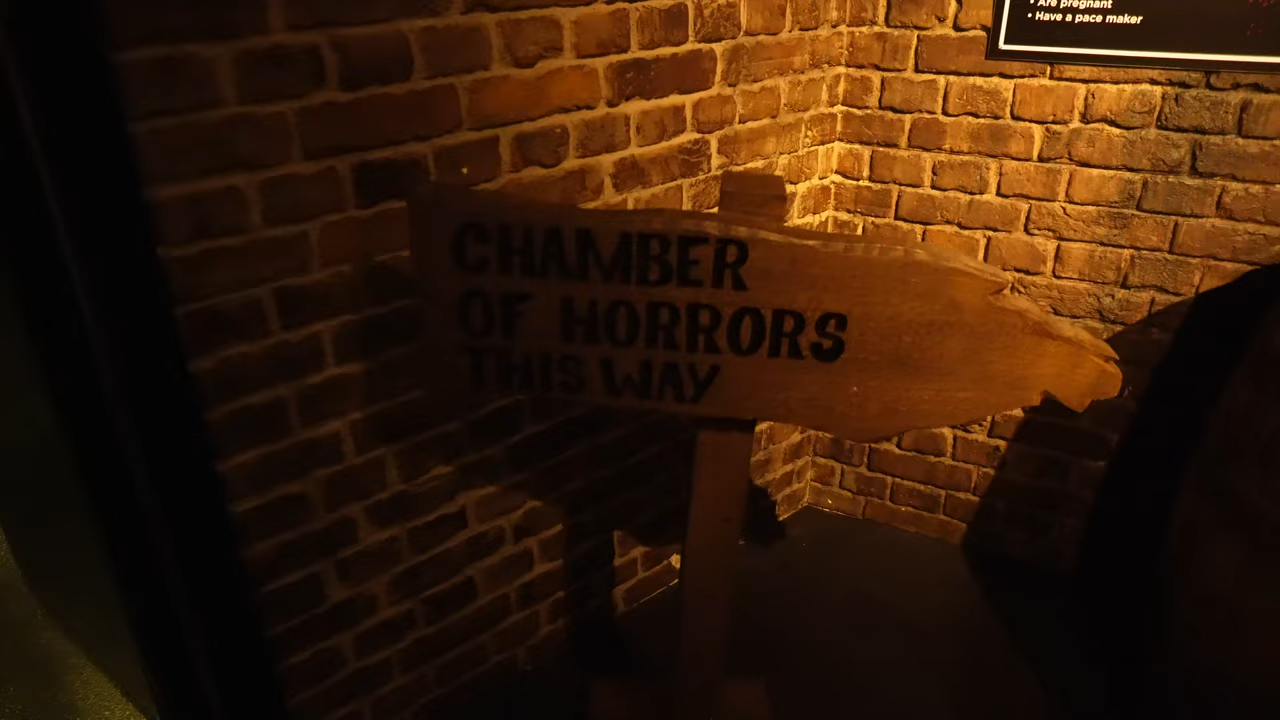 • Are pregnant
• Have a pace maker
CHAMBER
OF HORRORS
THIS WAY